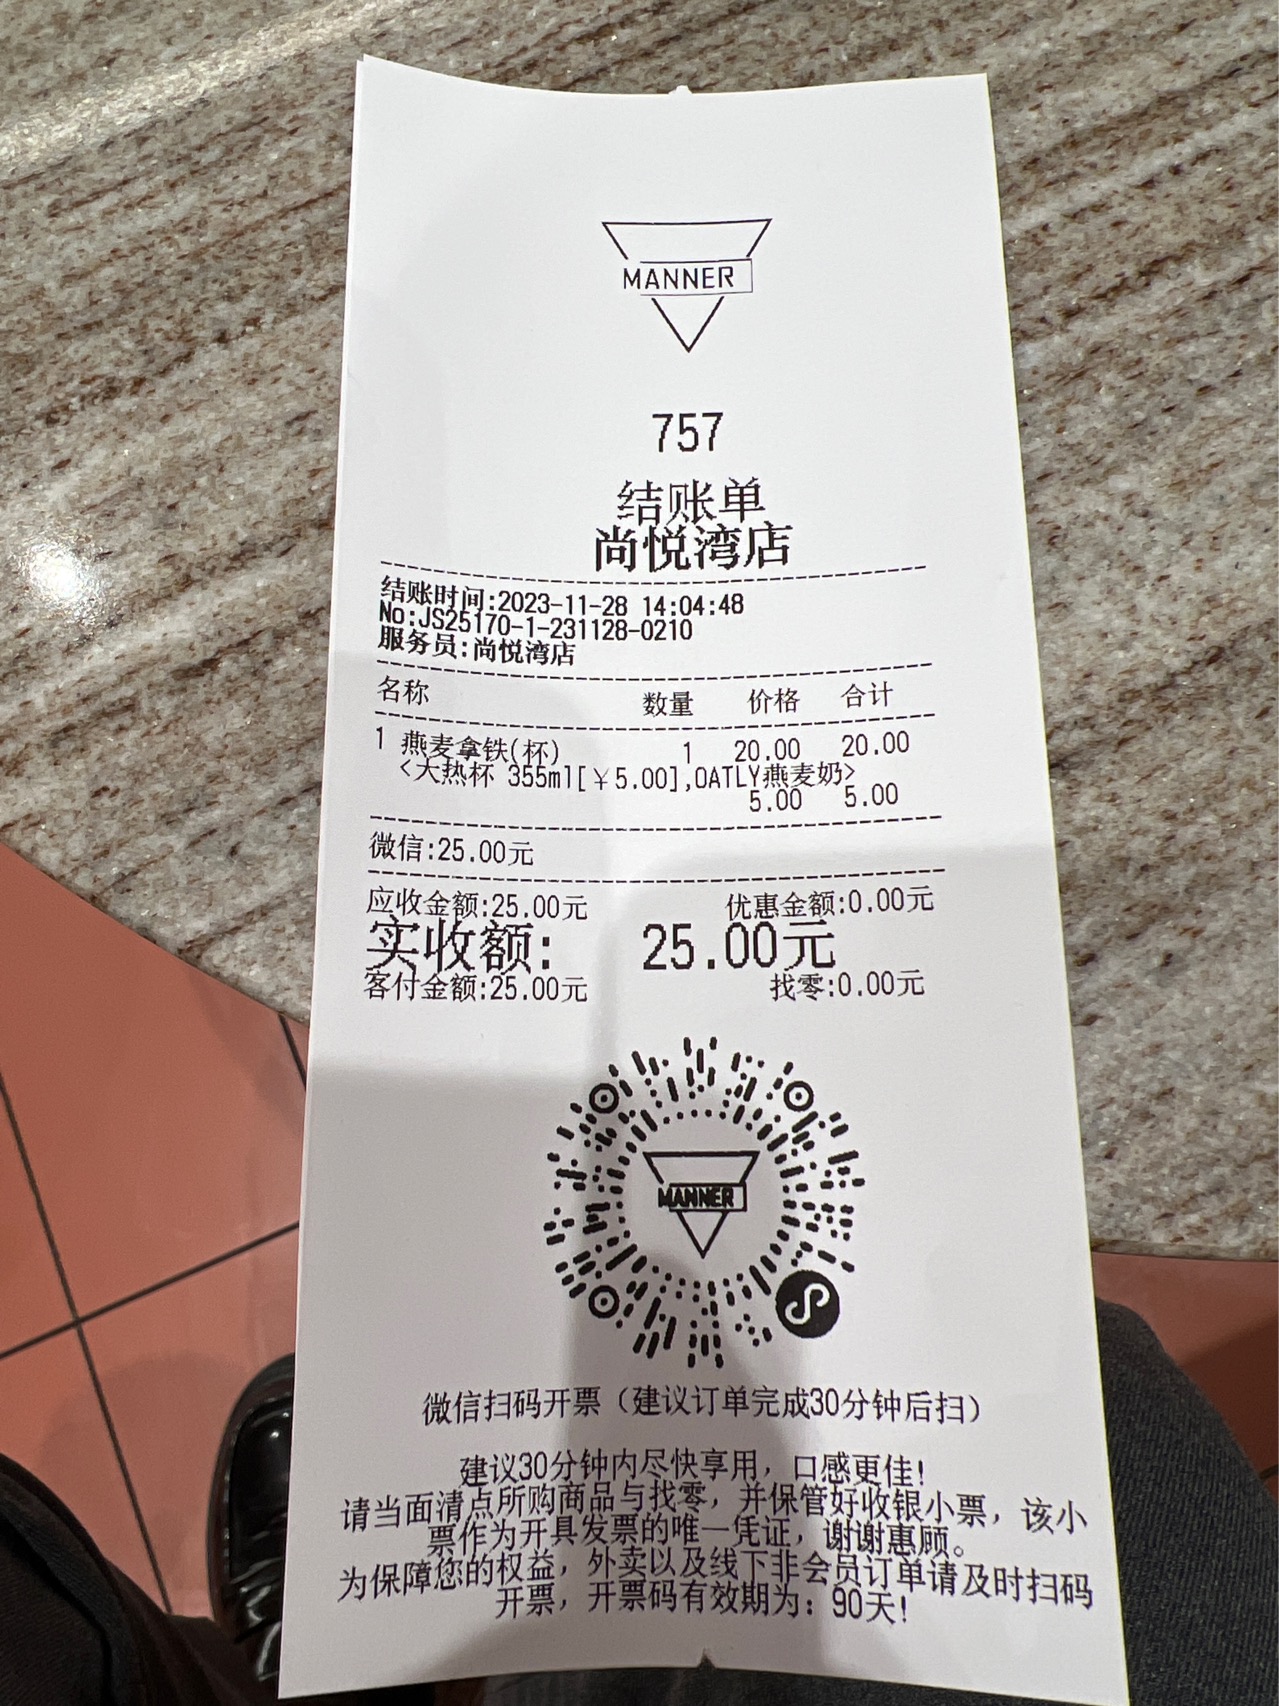 MANNER
757
结账单
尚悦湾店
结账时间:2023-11-28 14:04:48
No:JS25170-1-231128-0210
服务员:尚悦湾店
名称 数量 价格 合计
1 燕麦拿铁(杯) 1 20.00 20.00
<大热杯 355ml[￥5.00],OATLY燕麦奶>
5.00 5.00
微信:25.00元
应收金额:25.00元 优惠金额:0.00元
实收额: 25.00元
客付金额:25.00元 找零:0.00元
MANNER
微信扫码开票（建议订单完成30分钟后扫）
建议30分钟内尽快享用，口感更佳！
请当面清点所购商品与找零，并保管好收银小票，该小
票作为开具发票的唯一凭证，谢谢惠顾。
为保障您的权益，外卖以及线下非会员订单请及时扫码
开票，开票码有效期为：90天！